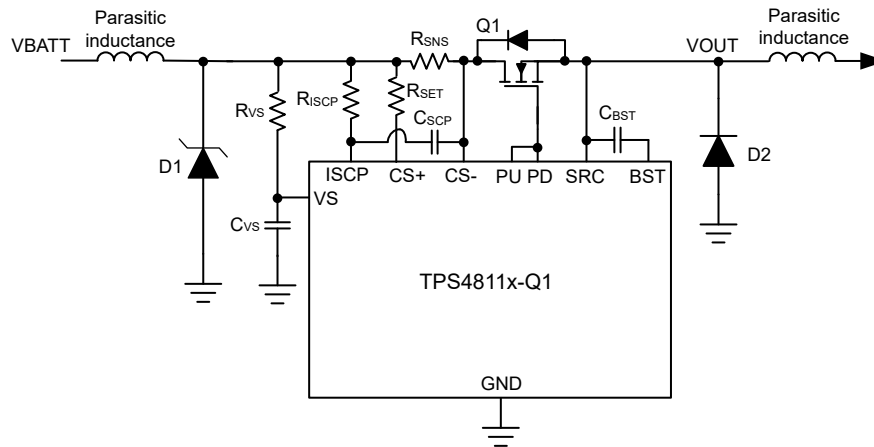 Parasitic
inductance
VBATT
RSNS
Q1
VOUT
Parasitic
inductance
RVS
RISCP
RSET
CSCP
CBST
D1
D2
ISCP
CS+
CS-
PU
PD
SRC
BST
VS
CVS
TPS4811x-Q1
GND